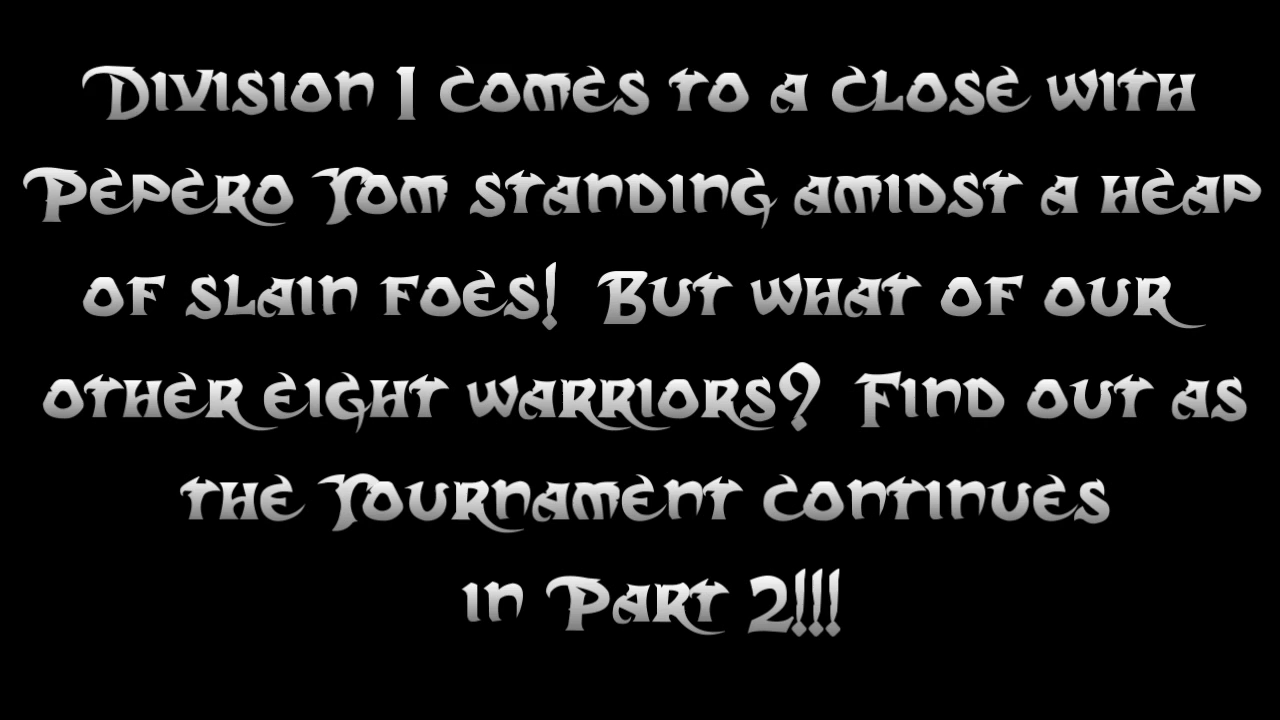 Division I comes to a close with
Pepero Tom standing amidst a heap
of slain foes! But what of our
other eight warriors? Find out as
the Tournament continues
in Part 2!!!